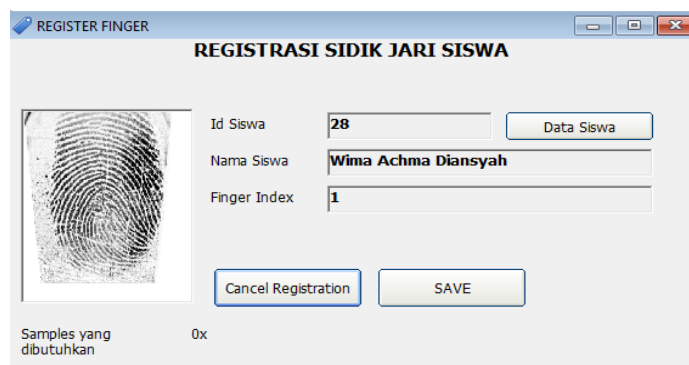 REGISTER FINGER
REGISTRASI SIDIK JARI SISWA
Id Siswa 28 Data Siswa
Nama Siswa Wima Achma Diansyah
Finger Index 1
Cancel Registration SAVE
Samples yang 0x
dibutuhkan